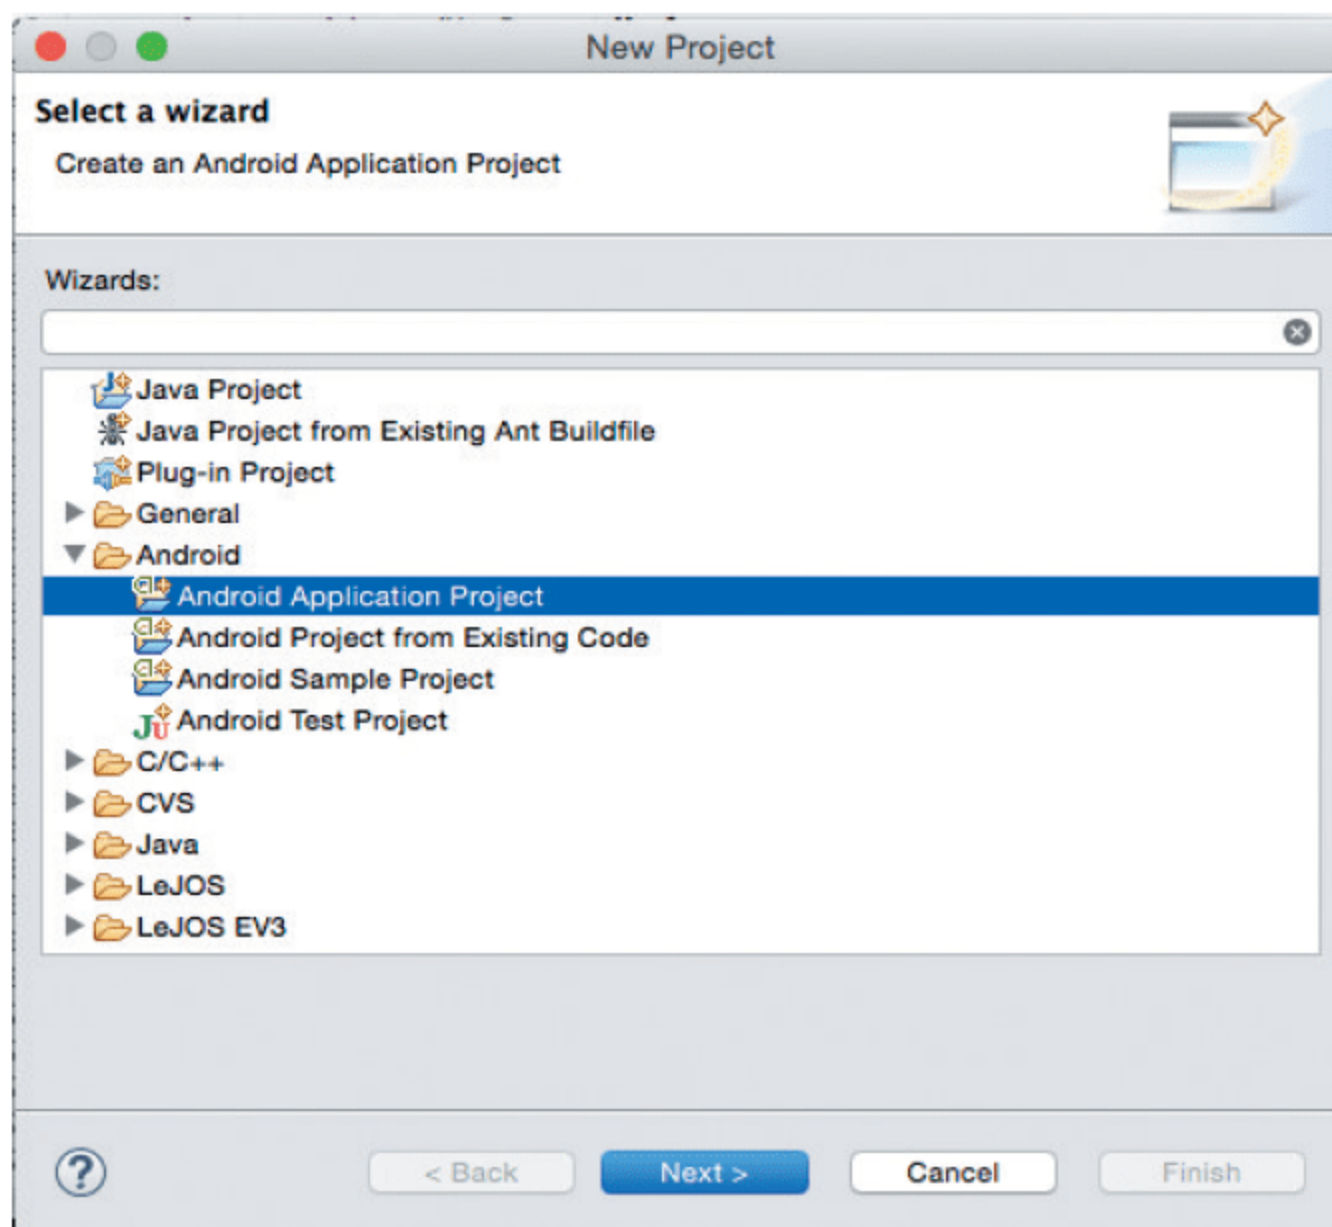 New Project
Select a wizard
Create an Android Application Project
Wizards:
Java Project
Java Project from Existing Ant Buildfile
Plug-in Project
General
Android
Android Application Project
Android Project from Existing Code
Android Sample Project
Android Test Project
C/C++
CVS
Java
LeJOS
LeJOS EV3
< Back Next > Cancel Finish